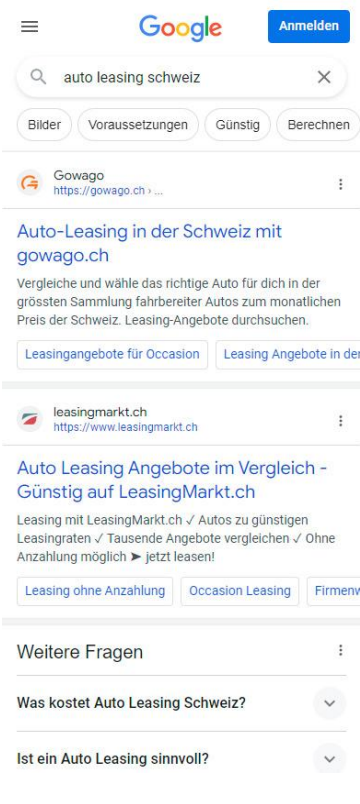 Google
Anmelden
auto leasing schweiz
Bilder
Voraussetzungen
Günstig
Berechnen
Gowago
https://gowago.ch › ...
Auto-Leasing in der Schweiz mit
gowago.ch
Vergleiche und wähle das richtige Auto für dich in der
grössten Sammlung fahrbereiter Autos zum monatlichen
Preis der Schweiz. Leasing-Angebote durchsuchen.
Leasingangebote für Occasion
Leasing Angebote in der
leasingmarkt.ch
https://www.leasingmarkt.ch
Auto Leasing Angebote im Vergleich -
Günstig auf LeasingMarkt.ch
Leasing mit LeasingMarkt.ch ✓ Autos zu günstigen
Leasingraten ✓ Tausende Angebote vergleichen ✓ Ohne
Anzahlung möglich ➤ jetzt leasen!
Leasing ohne Anzahlung
Occasion Leasing
Firmenw
Weitere Fragen
Was kostet Auto Leasing Schweiz?
Ist ein Auto Leasing sinnvoll?